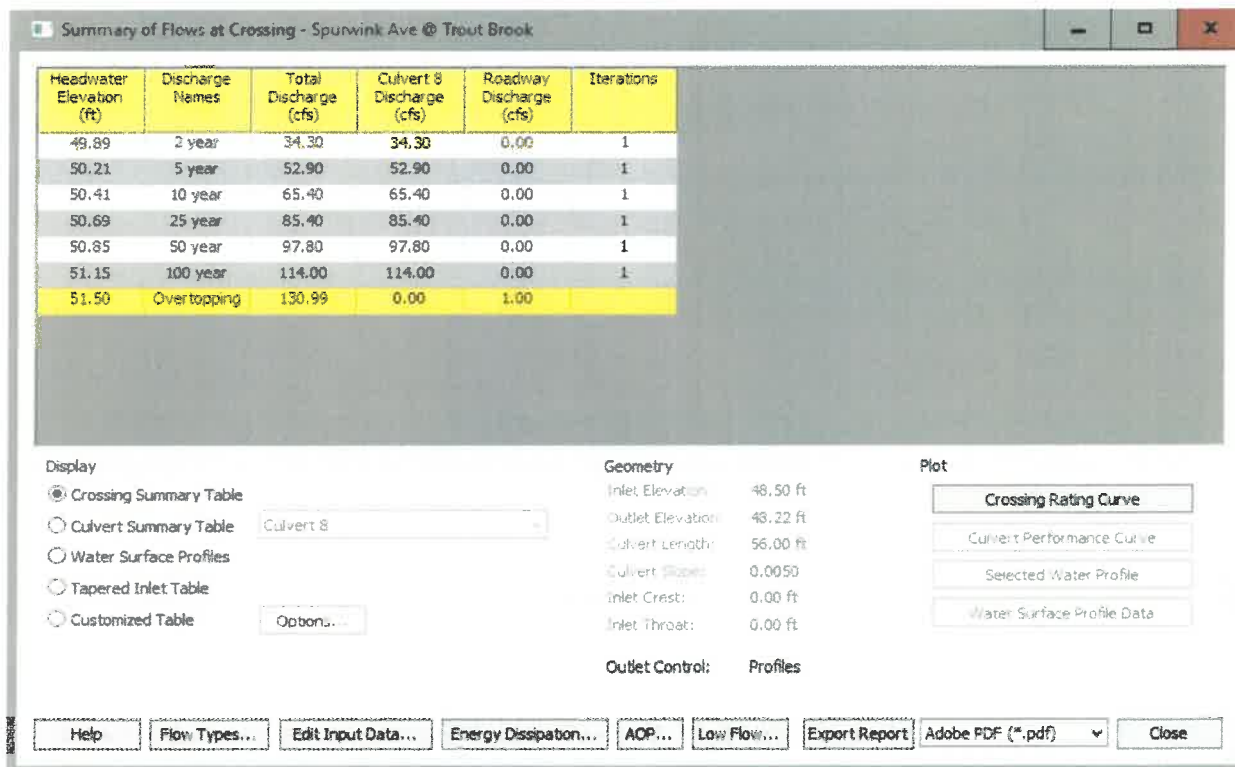 Summary of Flows at Crossing - Spurwink Ave @ Trout Brook
Headwater Elevation (ft) Discharge Names Total Discharge (cfs) Culvert 8 Discharge (cfs) Roadway Discharge (cfs) Iterations
49.89 2 year 34.30 34.30 0.00 1
50.21 5 year 52.90 52.90 0.00 1
50.41 10 year 65.40 65.40 0.00 1
50.69 25 year 85.40 85.40 0.00 1
50.85 50 year 97.80 97.80 0.00 1
51.15 100 year 114.00 114.00 0.00 1
51.50 Overtopping 130.99 0.00 1.00
Display
Crossing Summary Table
Culvert Summary Table Culvert 8
Water Surface Profiles
Tapered Inlet Table
Customized Table Options...
Geometry
Inlet Elevation: 48.50 ft
Outlet Elevation: 48.22 ft
Culvert Length: 56.00 ft
Culvert Slope: 0.0050
Inlet Crest: 0.00 ft
Inlet Throat: 0.00 ft
Outlet Control: Profiles
Plot
Crossing Rating Curve
Culvert Performance Curve
Selected Water Profile
Water Surface Profile Data
Help Flow Types... Edit Input Data... Energy Dissipation... AOP... Low Flow... Export Report Adobe PDF (*.pdf) Close